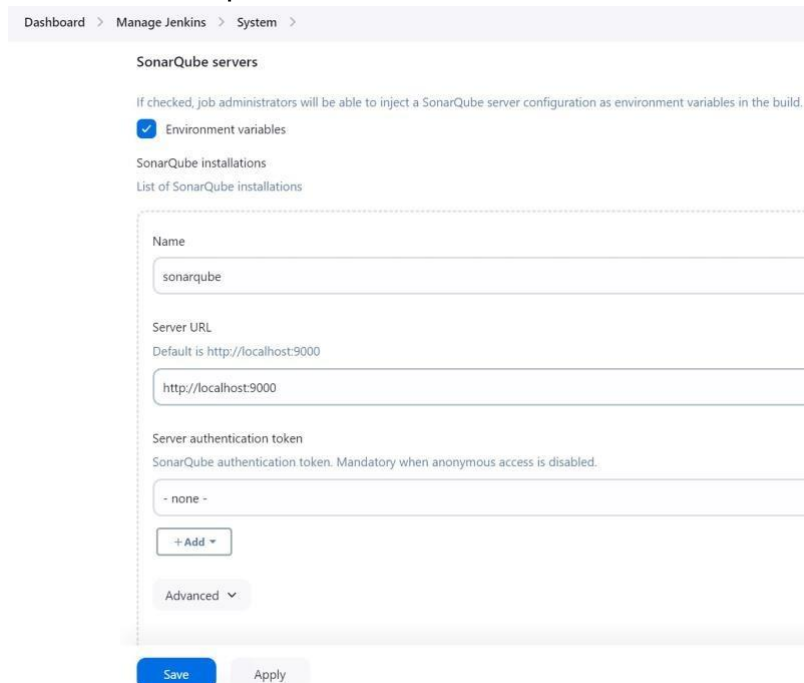 Dashboard > Manage Jenkins > System >
SonarQube servers
If checked, job administrators will be able to inject a SonarQube server configuration as environment variables in the build.
Environment variables
SonarQube installations
List of SonarQube installations
Name
sonarqube
Server URL
Default is http://localhost:9000
http://localhost:9000
Server authentication token
SonarQube authentication token. Mandatory when anonymous access is disabled.
- none -
+ Add
Advanced
Save Apply